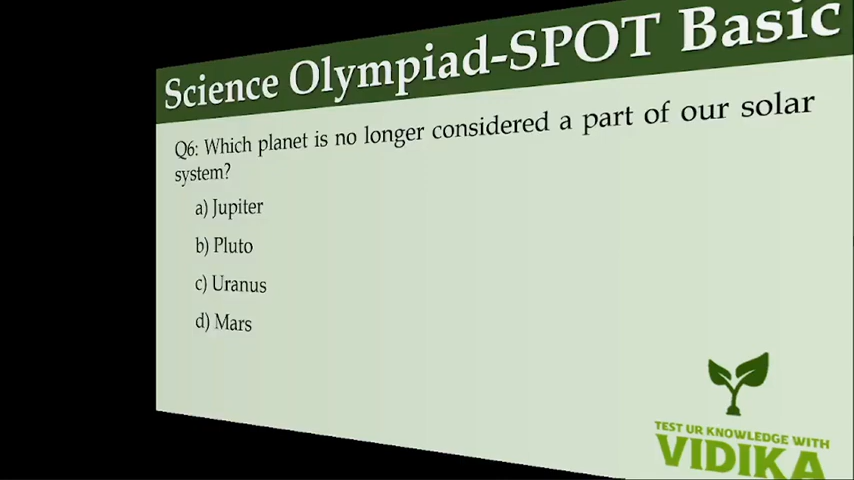 Science Olympiad-SPOT Basic
Q6: Which planet is no longer considered a part of our solar
system?
a) Jupiter
b) Pluto
c) Uranus
d) Mars
TEST UR KNOWLEDGE WITH
VIDIKA